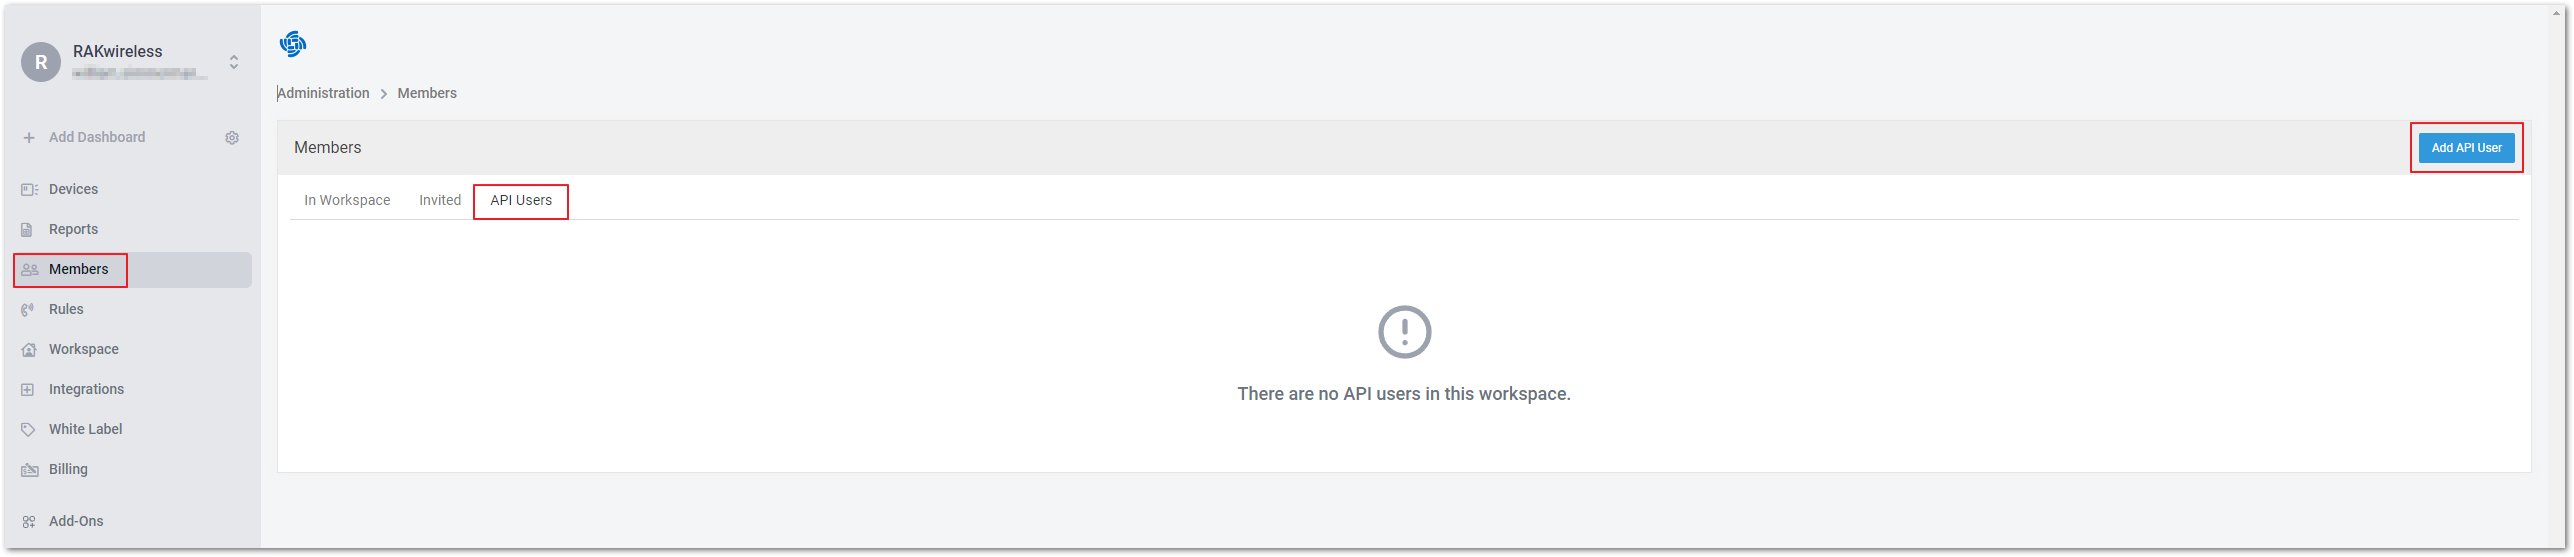 R
RAKwireless
Add Dashboard
Devices
Reports
Members
Rules
Workspace
Integrations
White Label
Billing
Add-Ons
Administration > Members
Members
Add API User
In Workspace Invited API Users
There are no API users in this workspace.